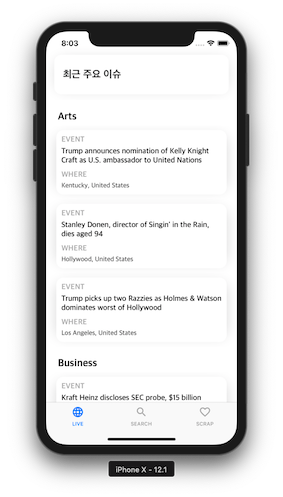 8:03
최근 주요 이슈
Arts
EVENT
Trump announces nomination of Kelly Knight
Craft as U.S. ambassador to United Nations
WHERE
Kentucky, United States
EVENT
Stanley Donen, director of Singin' in the Rain,
dies aged 94
WHERE
Hollywood, United States
EVENT
Trump picks up two Razzies as Holmes & Watson
dominates worst of Hollywood
WHERE
Los Angeles, United States
Business
EVENT
Kraft Heinz discloses SEC probe, $15 billion
LIVE
SEARCH
SCRAP
iPhone X - 12.1